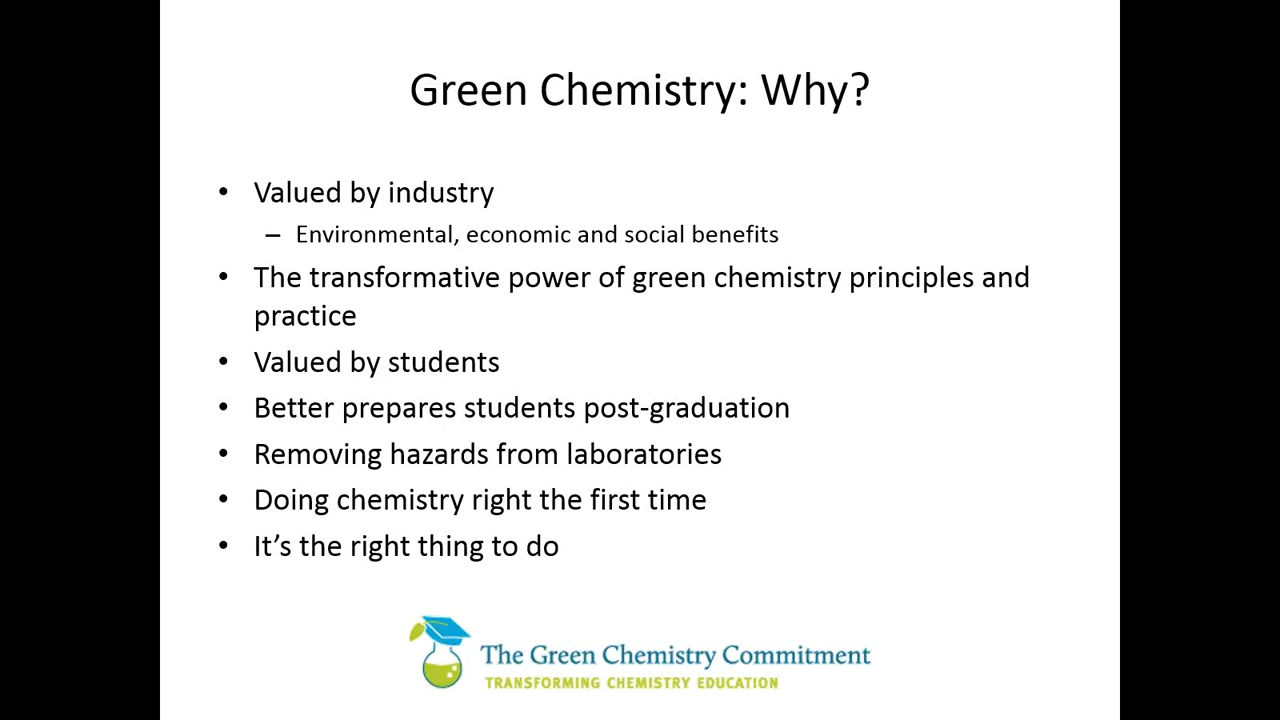 Green Chemistry: Why?
• Valued by industry
– Environmental, economic and social benefits
• The transformative power of green chemistry principles and
practice
• Valued by students
• Better prepares students post-graduation
• Removing hazards from laboratories
• Doing chemistry right the first time
• It’s the right thing to do
The Green Chemistry Commitment
TRANSFORMING CHEMISTRY EDUCATION